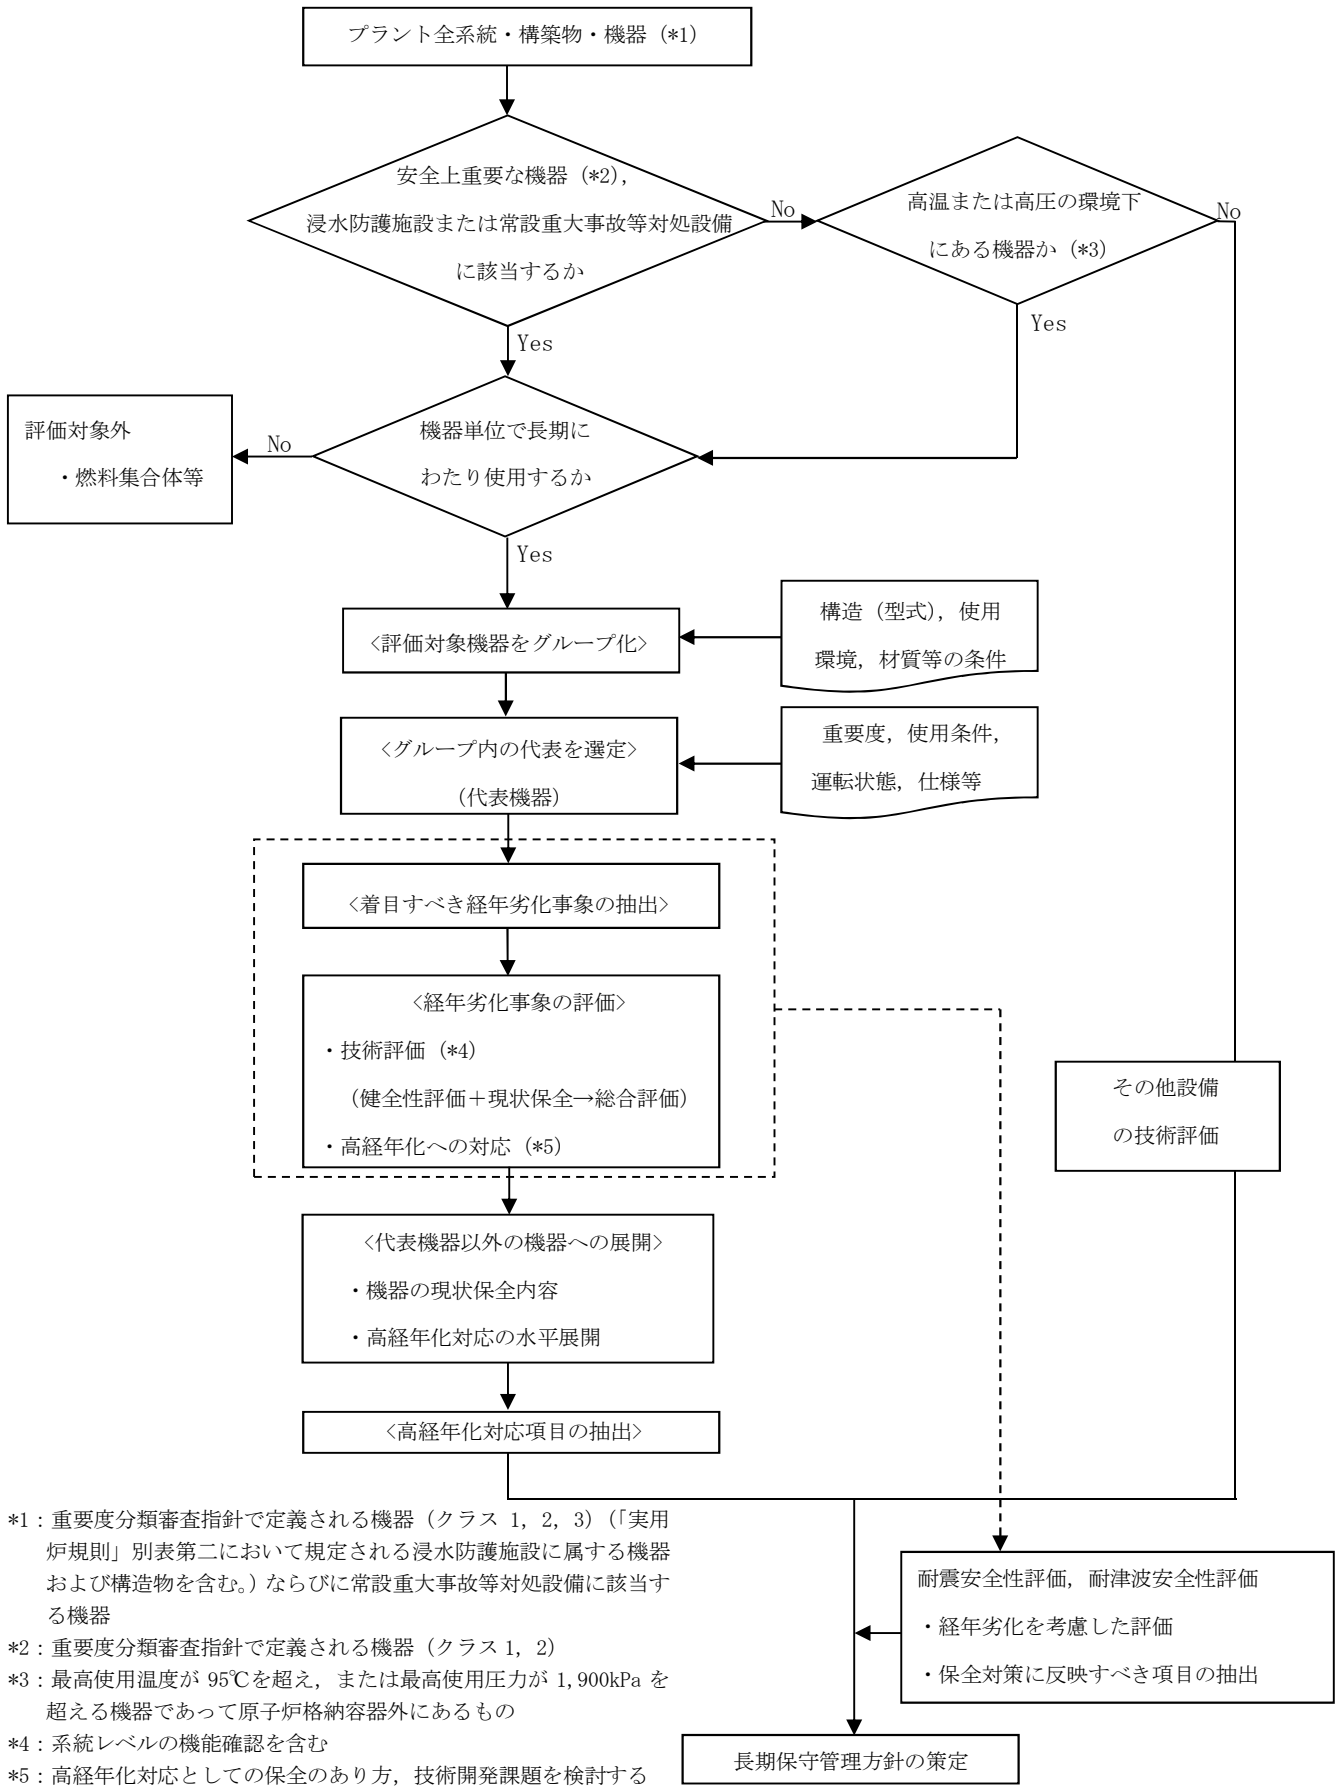 プラント全系統・構築物・機器（*1）
安全上重要な機器（*2），
浸水防護施設または常設重大事故等対処設備
に該当するか
No
高温または高圧の環境下
にある機器か（*3）
No
Yes
Yes
評価対象外
・燃料集合体等
No
機器単位で長期に
わたり使用するか
Yes
＜評価対象機器をグループ化＞
構造（型式），使用
環境，材質等の条件
＜グループ内の代表を選定＞
（代表機器）
重要度，使用条件，
運転状態，仕様等
＜着目すべき経年劣化事象の抽出＞
＜経年劣化事象の評価＞
・技術評価（*4）
（健全性評価＋現状保全→総合評価）
・高経年化への対応（*5）
その他設備
の技術評価
＜代表機器以外の機器への展開＞
・機器の現状保全内容
・高経年化対応の水平展開
＜高経年化対応項目の抽出＞
*1：重要度分類審査指針で定義される機器（クラス 1，2，3）（「実用
炉規則」別表第二において規定される浸水防護施設に属する機器
および構造物を含む。）ならびに常設重大事故等対処設備に該当す
る機器
*2：重要度分類審査指針で定義される機器（クラス 1，2）
*3：最高使用温度が 95℃を超え，または最高使用圧力が 1,900kPa を
超える機器であって原子炉格納容器外にあるもの
*4：系統レベルの機能確認を含む
*5：高経年化対応としての保全のあり方，技術開発課題を検討する
耐震安全性評価，耐津波安全性評価
・経年劣化を考慮した評価
・保全対策に反映すべき項目の抽出
長期保守管理方針の策定